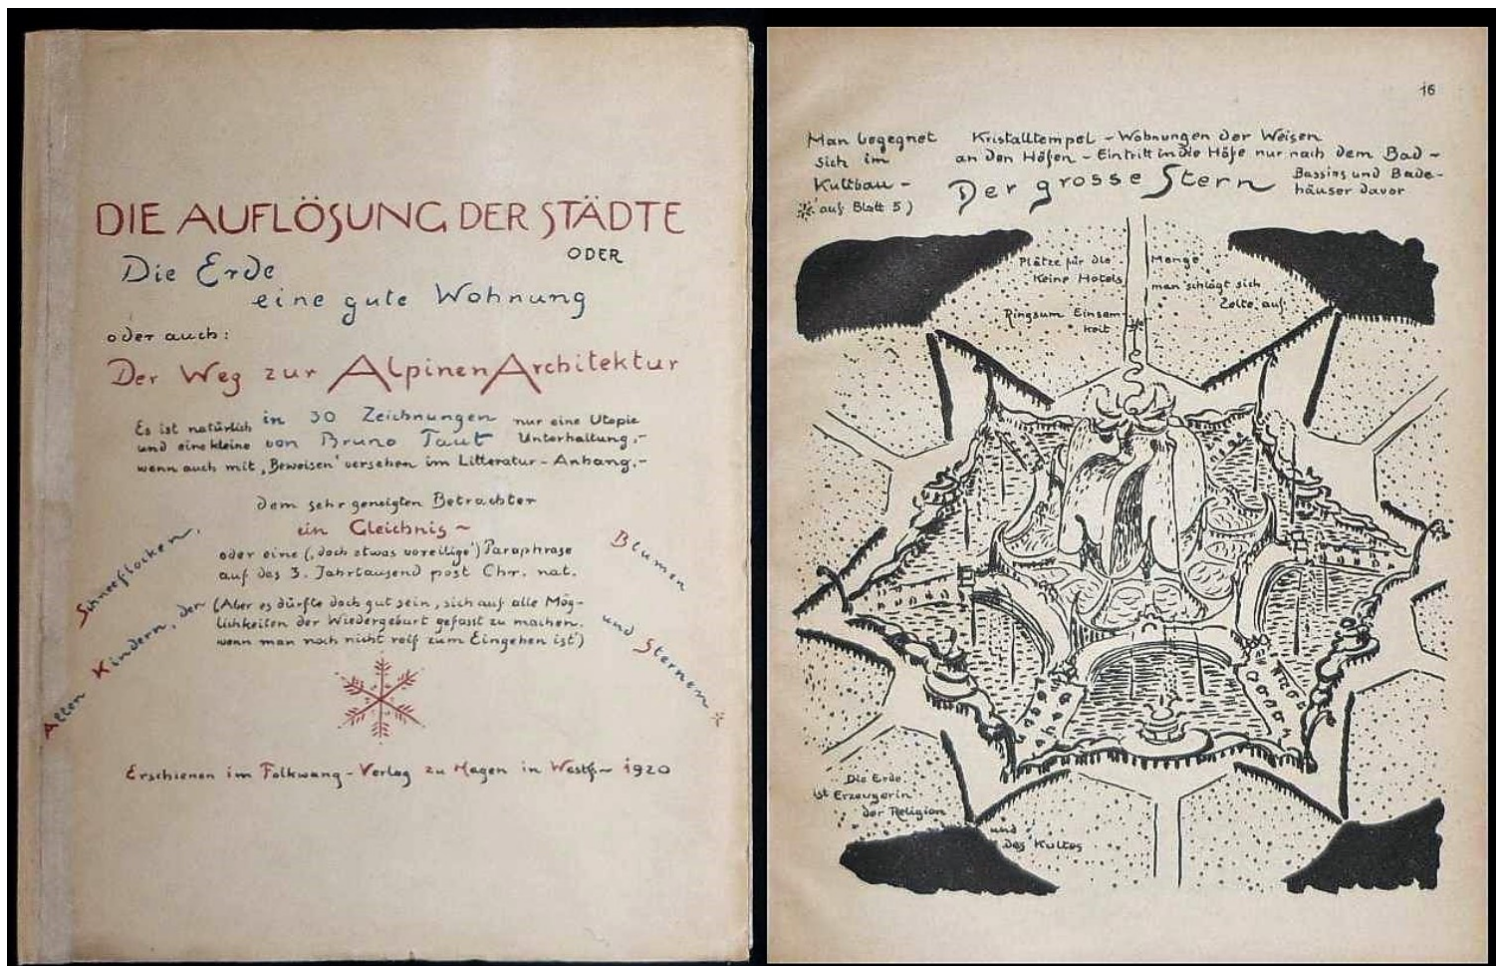 DIE AUFLÖSUNG DER STÄDTE
ODER
Die Erde
eine gute Wohnung
oder auch:
Der Weg zur Alpinen Architektur
Es ist natürlich in 30 Zeichnungen nur eine Utopie
und eine kleine von Bruno Taut Unterhaltung,-
wenn auch mit ‚Beweisen' versehen im Litteratur-Anhang.-
dem sehr geneigten Betrachter
ein Gleichnis ~
oder eine (‚doch etwas voreilige') Paraphrase
auf das 3. Jahrtausend post Chr. nat.
(Aber es dürfte doch gut sein, sich auf alle Mög-
lichkeiten der Wiedergeburt gefasst zu machen,
wenn man noch nicht reif zum Eingehen ist')
Allen Kindern, der
Schneeflocken,
Blumen
und Sternen
Erschienen im Folkwang-Verlag zu Hagen in Westf~ 1920
16
Man begegnet
sich im
Kultbau -
auf Blatt 5)
Kristalltempel - Wohnungen der Weisen
an den Höfen - Eintritt in die Höfe nur nach dem Bad -
Der grosse Stern
Bassins und Bade-
häuser davor
Plätze für die Menge
Keine Hotels man schlägt sich
Zelte auf
Ringsum Einsam-
keit
Die Erde
ist Erzeugerin
der Religion
und
des Kultes